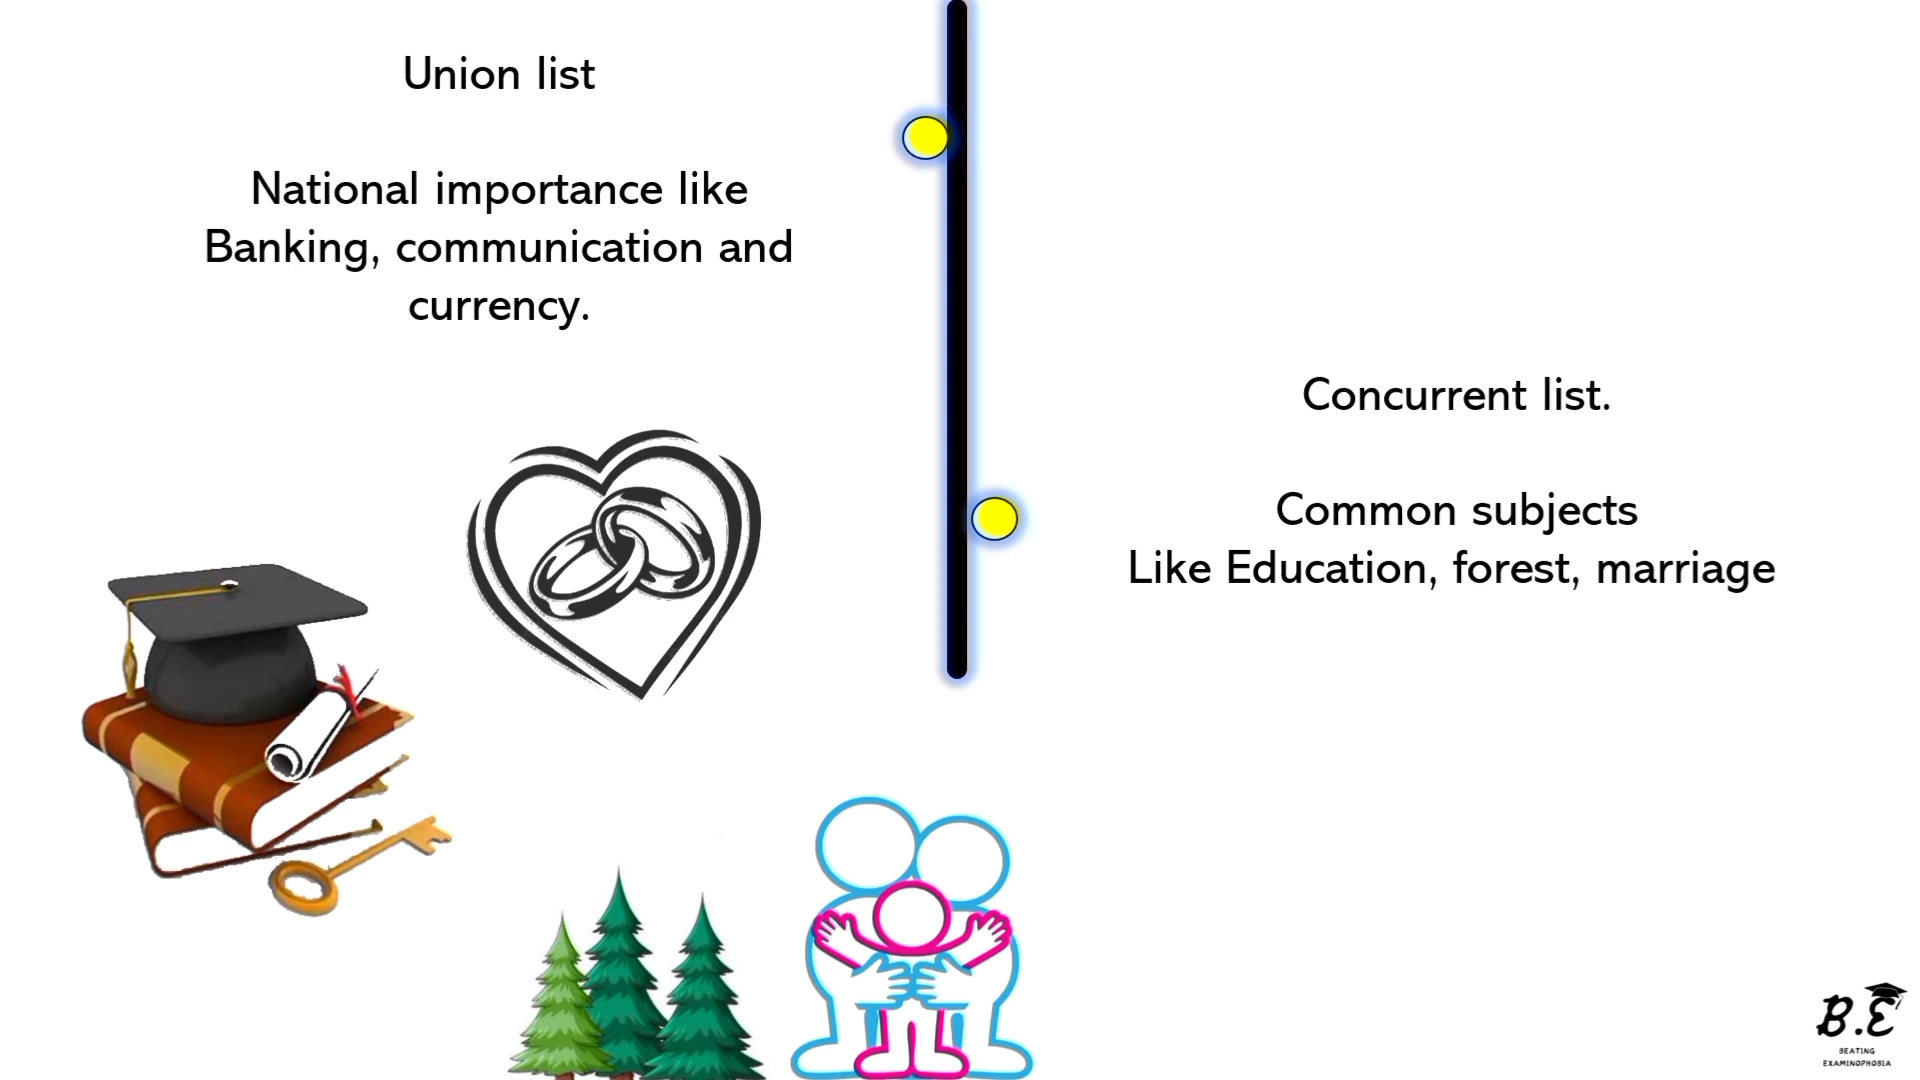 Union list
National importance like
Banking, communication and
currency.
Concurrent list.
Common subjects
Like Education, forest, marriage
B.E
BEATING
EXAMINOPHOBIA